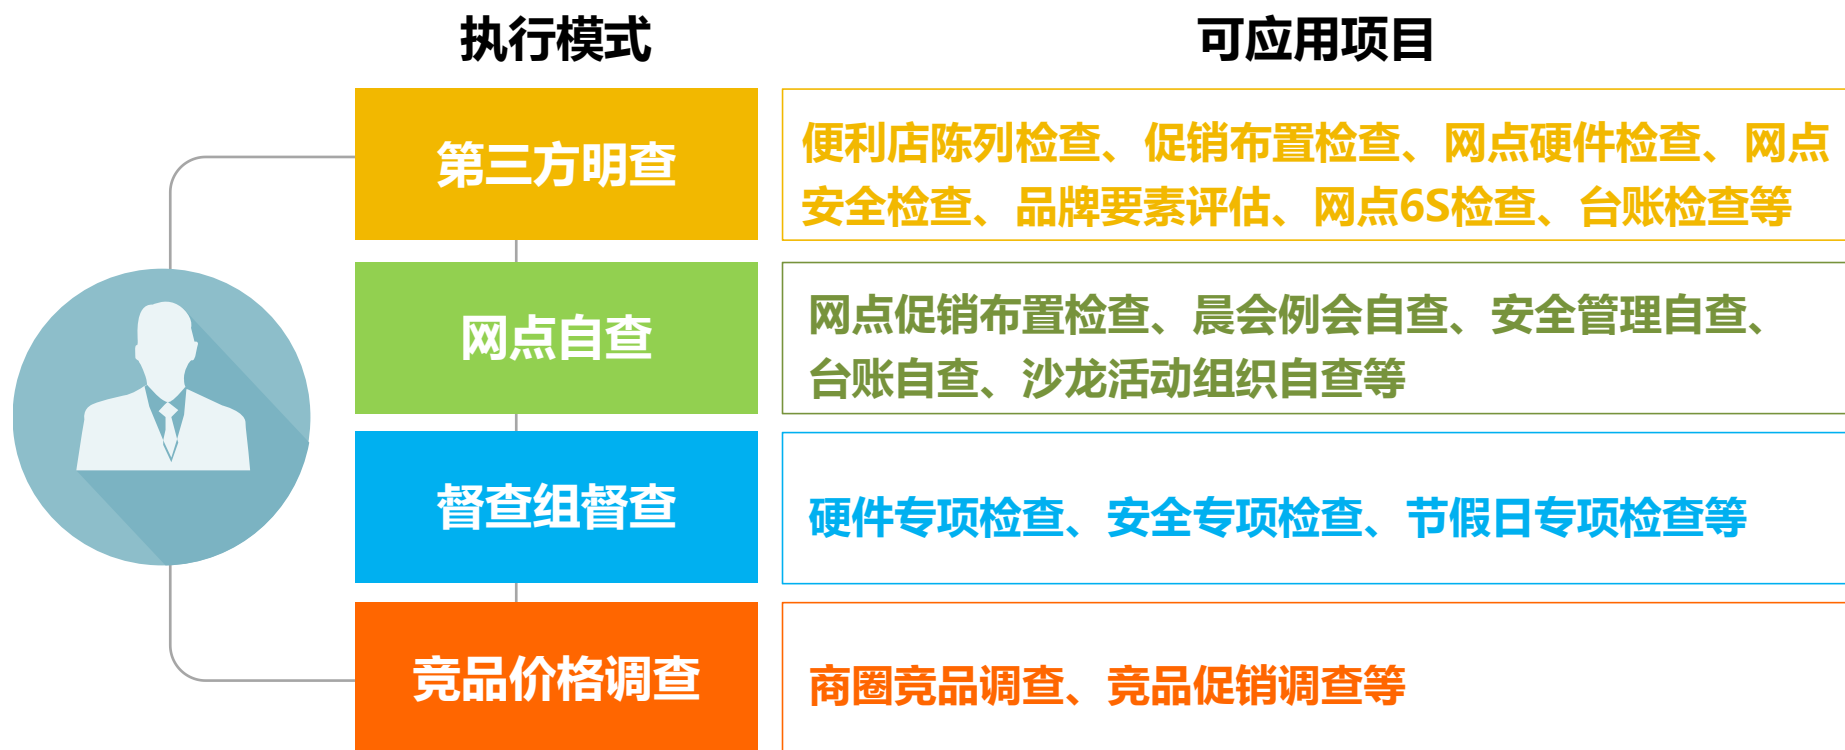 执行模式
可应用项目
第三方明查
便利店陈列检查、促销布置检查、网点硬件检查、网点
安全检查、品牌要素评估、网点6S检查、台账检查等
网点自查
网点促销布置检查、晨会例会自查、安全管理自查、
台账自查、沙龙活动组织自查等
督查组督查
硬件专项检查、安全专项检查、节假日专项检查等
竞品价格调查
商圈竞品调查、竞品促销调查等